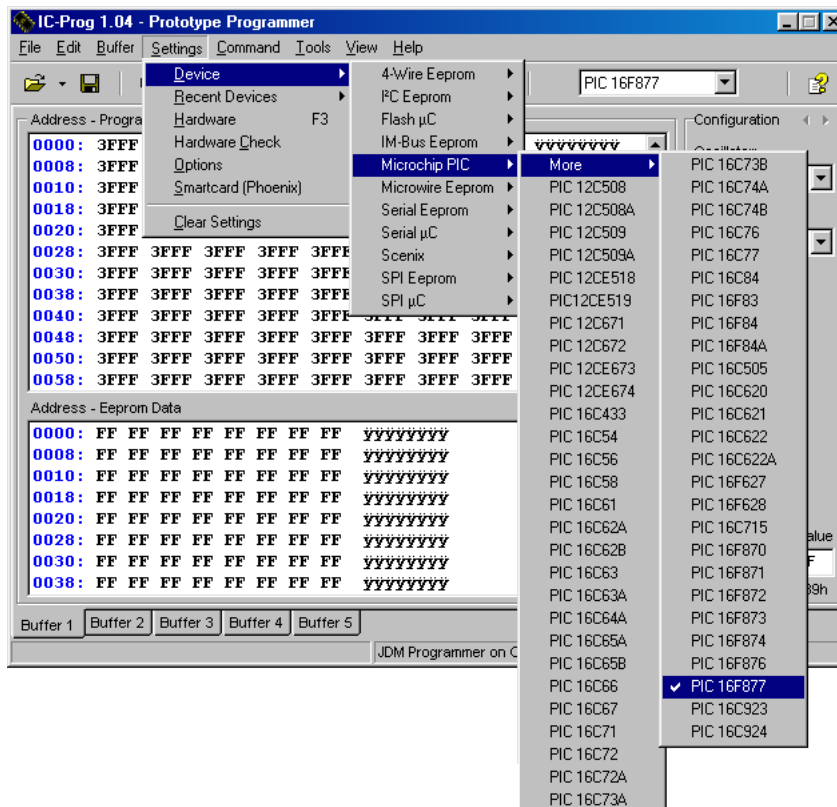 IC-Prog 1.04 - Prototype Programmer
File Edit Buffer Settings Command Tools View Help
PIC 16F877
Device
Recent Devices
Hardware F3
Hardware Check
Options
Smartcard (Phoenix)
Clear Settings
4-Wire Eeprom
I²C Eeprom
Flash µC
IM-Bus Eeprom
Microchip PIC
Microwire Eeprom
Serial Eeprom
Serial µC
Scenix
SPI Eeprom
SPI µC
More
PIC 12C508
PIC 12C508A
PIC 12C509
PIC 12C509A
PIC 12CE518
PIC12CE519
PIC 12C671
PIC 12C672
PIC 12CE673
PIC 12CE674
PIC 16C433
PIC 16C54
PIC 16C56
PIC 16C58
PIC 16C61
PIC 16C62A
PIC 16C62B
PIC 16C63
PIC 16C63A
PIC 16C64A
PIC 16C65A
PIC 16C65B
PIC 16C66
PIC 16C67
PIC 16C71
PIC 16C72
PIC 16C72A
PIC 16C73A
PIC 16C73B
PIC 16C74A
PIC 16C74B
PIC 16C76
PIC 16C77
PIC 16C84
PIC 16F83
PIC 16F84
PIC 16F84A
PIC 16C505
PIC 16C620
PIC 16C621
PIC 16C622
PIC 16C622A
PIC 16F627
PIC 16F628
PIC 16C715
PIC 16F870
PIC 16F871
PIC 16F872
PIC 16F873
PIC 16F874
PIC 16F876
PIC 16F877
PIC 16C923
PIC 16C924
Address - Progra
Configuration
0000: 3FFF ÿÿÿÿÿÿÿÿ
0008: 3FFF
0010: 3FFF
0018: 3FFF
0020: 3FFF
0028: 3FFF 3FFF 3FFF 3FFF 3FFF
0030: 3FFF 3FFF 3FFF 3FFF 3FFF
0038: 3FFF 3FFF 3FFF 3FFF 3FFF
0040: 3FFF 3FFF 3FFF 3FFF 3FFF 3FFF 3FFF 3FFF
0048: 3FFF 3FFF 3FFF 3FFF 3FFF 3FFF 3FFF 3FFF
0050: 3FFF 3FFF 3FFF 3FFF 3FFF 3FFF 3FFF 3FFF
0058: 3FFF 3FFF 3FFF 3FFF 3FFF 3FFF 3FFF 3FFF
Address - Eeprom Data
0000: FF FF FF FF FF FF FF FF ÿÿÿÿÿÿÿÿ
0008: FF FF FF FF FF FF FF FF ÿÿÿÿÿÿÿÿ
0010: FF FF FF FF FF FF FF FF ÿÿÿÿÿÿÿÿ
0018: FF FF FF FF FF FF FF FF ÿÿÿÿÿÿÿÿ
0020: FF FF FF FF FF FF FF FF ÿÿÿÿÿÿÿÿ
0028: FF FF FF FF FF FF FF FF ÿÿÿÿÿÿÿÿ
0030: FF FF FF FF FF FF FF FF ÿÿÿÿÿÿÿÿ
0038: FF FF FF FF FF FF FF FF ÿÿÿÿÿÿÿÿ
alue
F
39h
Buffer 1 Buffer 2 Buffer 3 Buffer 4 Buffer 5
JDM Programmer on C